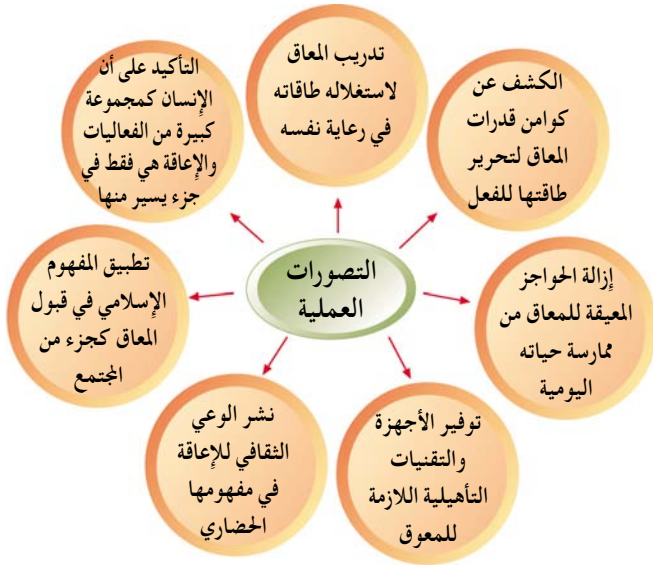 التصورات
العملية
الكشف عن
كوامن قدرات
المعاق لتحرير
طاقتها للفعل
تدريب المعاق
لاستغلاله طاقاته
في رعاية نفسه
التأكيد على أن
الإنسان كمجموعة
كبيرة من الفعاليات
والإعاقة هي فقط في
جزء يسير منها
تطبيق المفهوم
الإسلامي في قبول
المعاق كجزء من
المجتمع
نشر الوعي
الثقافي للإعاقة
في مفهومها
الحضاري
توفير الأجهزة
والتقنيات
التأهيلية اللازمة
للمعوق
إزالة الحواجز
المعيقة للمعاق من
ممارسة حياته
اليومية